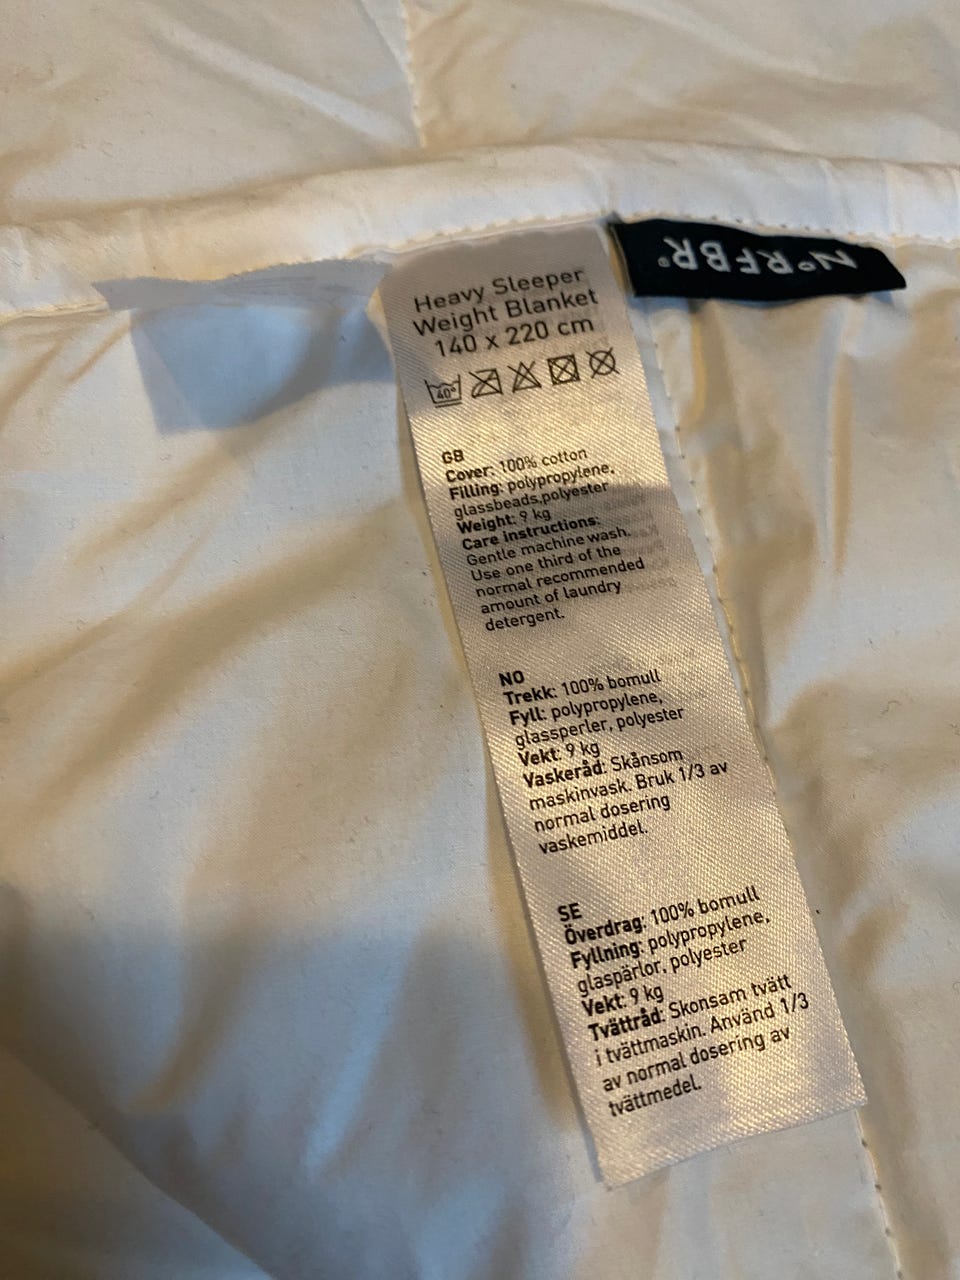 N°RFBR°
Heavy Sleeper
Weight Blanket
140 x 220 cm
40°
GB
Cover: 100% cotton
Filling: polypropylene,
glassbeads,polyester
Weight: 9 kg
Care instructions:
Gentle machine wash.
Use one third of the
normal recommended
amount of laundry
detergent.
NO
Trekk: 100% bomull
Fyll: polypropylene,
glassperler, polyester
Vekt: 9 kg
Vaskeråd: Skånsom
maskinvask. Bruk 1/3 av
normal dosering
vaskemiddel.
SE
Överdrag: 100% bomull
Fyllning: polypropylene,
glaspärlor, polyester
Vekt: 9 kg
Tvättråd: Skonsam tvätt
i tvättmaskin. Använd 1/3
av normal dosering av
tvättmedel.